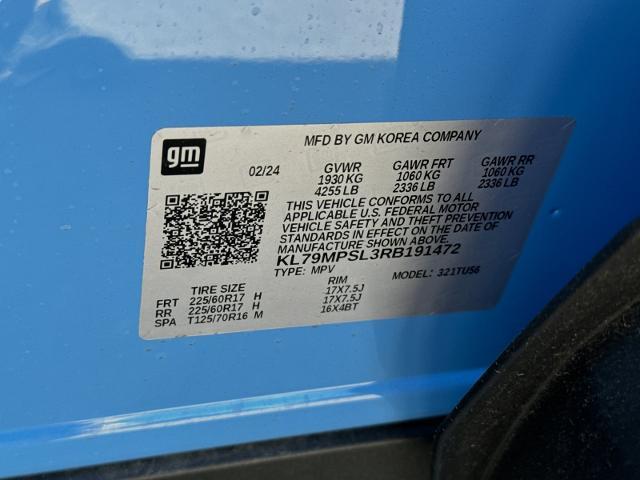 MFD BY GM KOREA COMPANY
gm
02/24 GVWR GAWR FRT GAWR RR
1930 KG 1060 KG 1060 KG
4255 LB 2336 LB 2336 LB
THIS VEHICLE CONFORMS TO ALL
APPLICABLE U.S. FEDERAL MOTOR
VEHICLE SAFETY AND THEFT PREVENTION
STANDARDS IN EFFECT ON THE DATE OF
MANUFACTURE SHOWN ABOVE.
KL79MPSL3RB191472
TYPE: MPV MODEL: 321TU56
TIRE SIZE RIM
FRT 225/60R17 H 17X7.5J
RR 225/60R17 H 17X7.5J
SPA T125/70R16 M 16X4BT